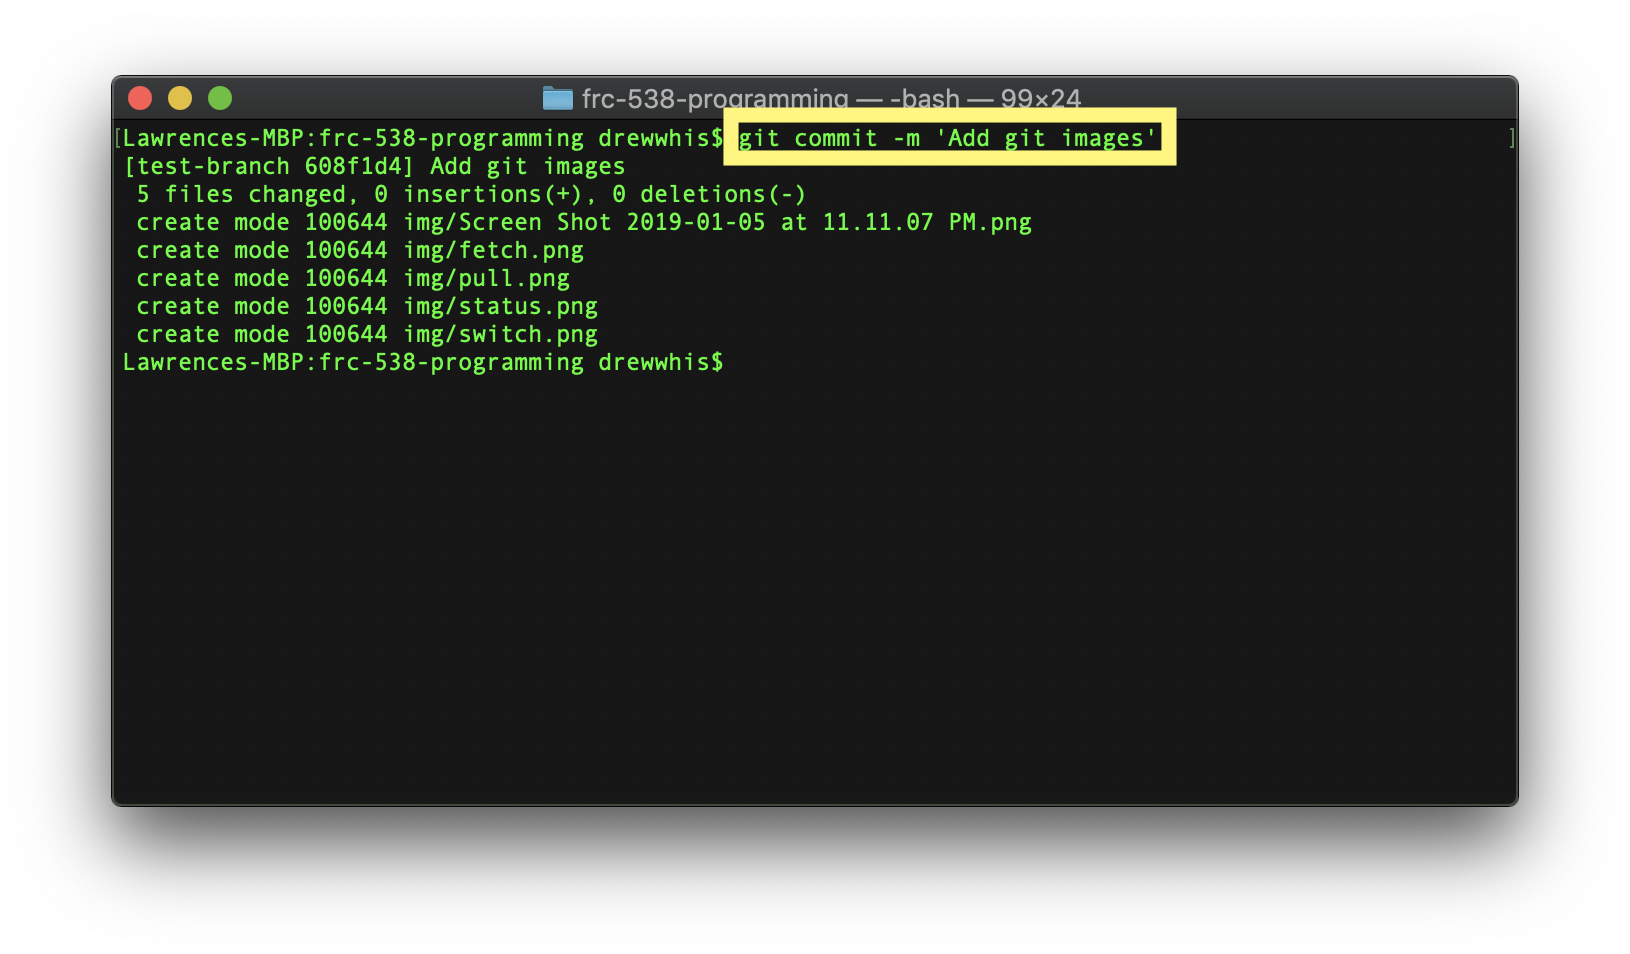 frc-538-programming — -bash — 99×24
[Lawrences-MBP:frc-538-programming drewwhis$ git commit -m 'Add git images' ]
[test-branch 608f1d4] Add git images
 5 files changed, 0 insertions(+), 0 deletions(-)
 create mode 100644 img/Screen Shot 2019-01-05 at 11.11.07 PM.png
 create mode 100644 img/fetch.png
 create mode 100644 img/pull.png
 create mode 100644 img/status.png
 create mode 100644 img/switch.png
Lawrences-MBP:frc-538-programming drewwhis$